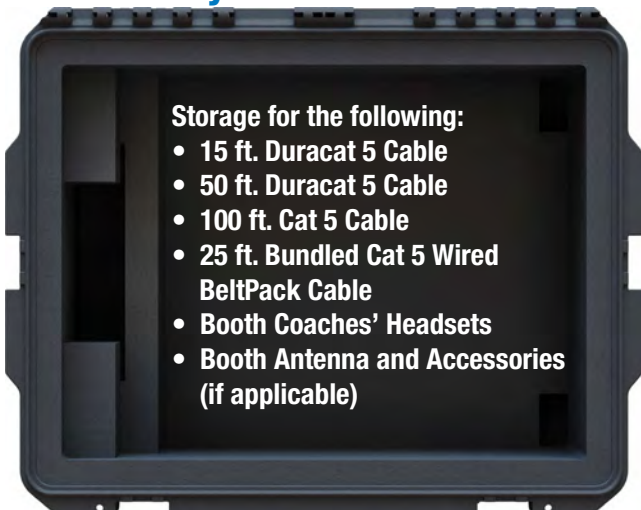 Storage for the following:
• 15 ft. Duracat 5 Cable
• 50 ft. Duracat 5 Cable
• 100 ft. Cat 5 Cable
• 25 ft. Bundled Cat 5 Wired
BeltPack Cable
• Booth Coaches' Headsets
• Booth Antenna and Accessories
(if applicable)